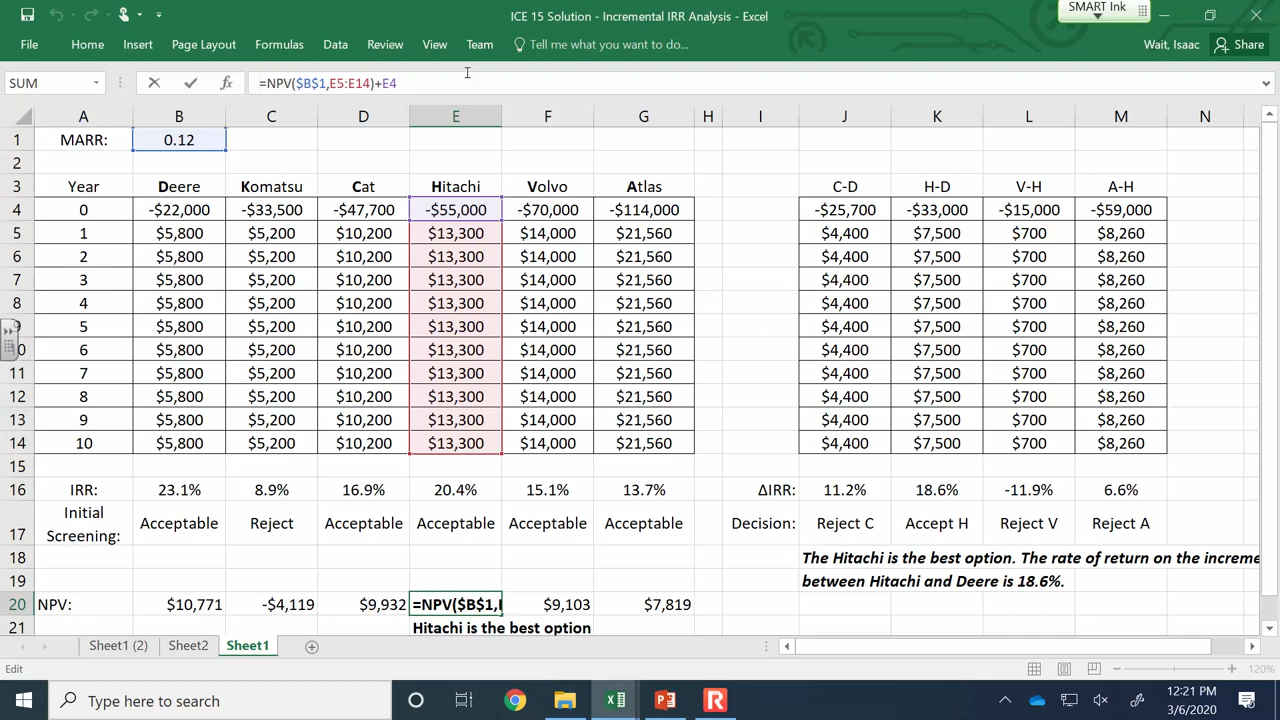 ICE 15 Solution - Incremental IRR Analysis - Excel
SMART Ink
File Home Insert Page Layout Formulas Data Review View Team Tell me what you want to do... Wait, Isaac Share
SUM =NPV($B$1,E5:E14)+E4
A B C D E F G H I J K L M N
1 MARR: 0.12
2
3 Year Deere Komatsu Cat Hitachi Volvo Atlas C-D H-D V-H A-H
4 0 -$22,000 -$33,500 -$47,700 -$55,000 -$70,000 -$114,000 -$25,700 -$33,000 -$15,000 -$59,000
5 1 $5,800 $5,200 $10,200 $13,300 $14,000 $21,560 $4,400 $7,500 $700 $8,260
6 2 $5,800 $5,200 $10,200 $13,300 $14,000 $21,560 $4,400 $7,500 $700 $8,260
7 3 $5,800 $5,200 $10,200 $13,300 $14,000 $21,560 $4,400 $7,500 $700 $8,260
8 4 $5,800 $5,200 $10,200 $13,300 $14,000 $21,560 $4,400 $7,500 $700 $8,260
9 5 $5,800 $5,200 $10,200 $13,300 $14,000 $21,560 $4,400 $7,500 $700 $8,260
0 6 $5,800 $5,200 $10,200 $13,300 $14,000 $21,560 $4,400 $7,500 $700 $8,260
11 7 $5,800 $5,200 $10,200 $13,300 $14,000 $21,560 $4,400 $7,500 $700 $8,260
12 8 $5,800 $5,200 $10,200 $13,300 $14,000 $21,560 $4,400 $7,500 $700 $8,260
13 9 $5,800 $5,200 $10,200 $13,300 $14,000 $21,560 $4,400 $7,500 $700 $8,260
14 10 $5,800 $5,200 $10,200 $13,300 $14,000 $21,560 $4,400 $7,500 $700 $8,260
15
16 IRR: 23.1% 8.9% 16.9% 20.4% 15.1% 13.7% ΔIRR: 11.2% 18.6% -11.9% 6.6%
Initial
17 Screening: Acceptable Reject Acceptable Acceptable Acceptable Acceptable Decision: Reject C Accept H Reject V Reject A
18 The Hitachi is the best option. The rate of return on the increme
19 between Hitachi and Deere is 18.6%.
20 NPV: $10,771 -$4,119 $9,932 =NPV($B$1,E $9,103 $7,819
21 Hitachi is the best option
Sheet1 (2) Sheet2 Sheet1
Edit 120%
Type here to search
12:21 PM
3/6/2020